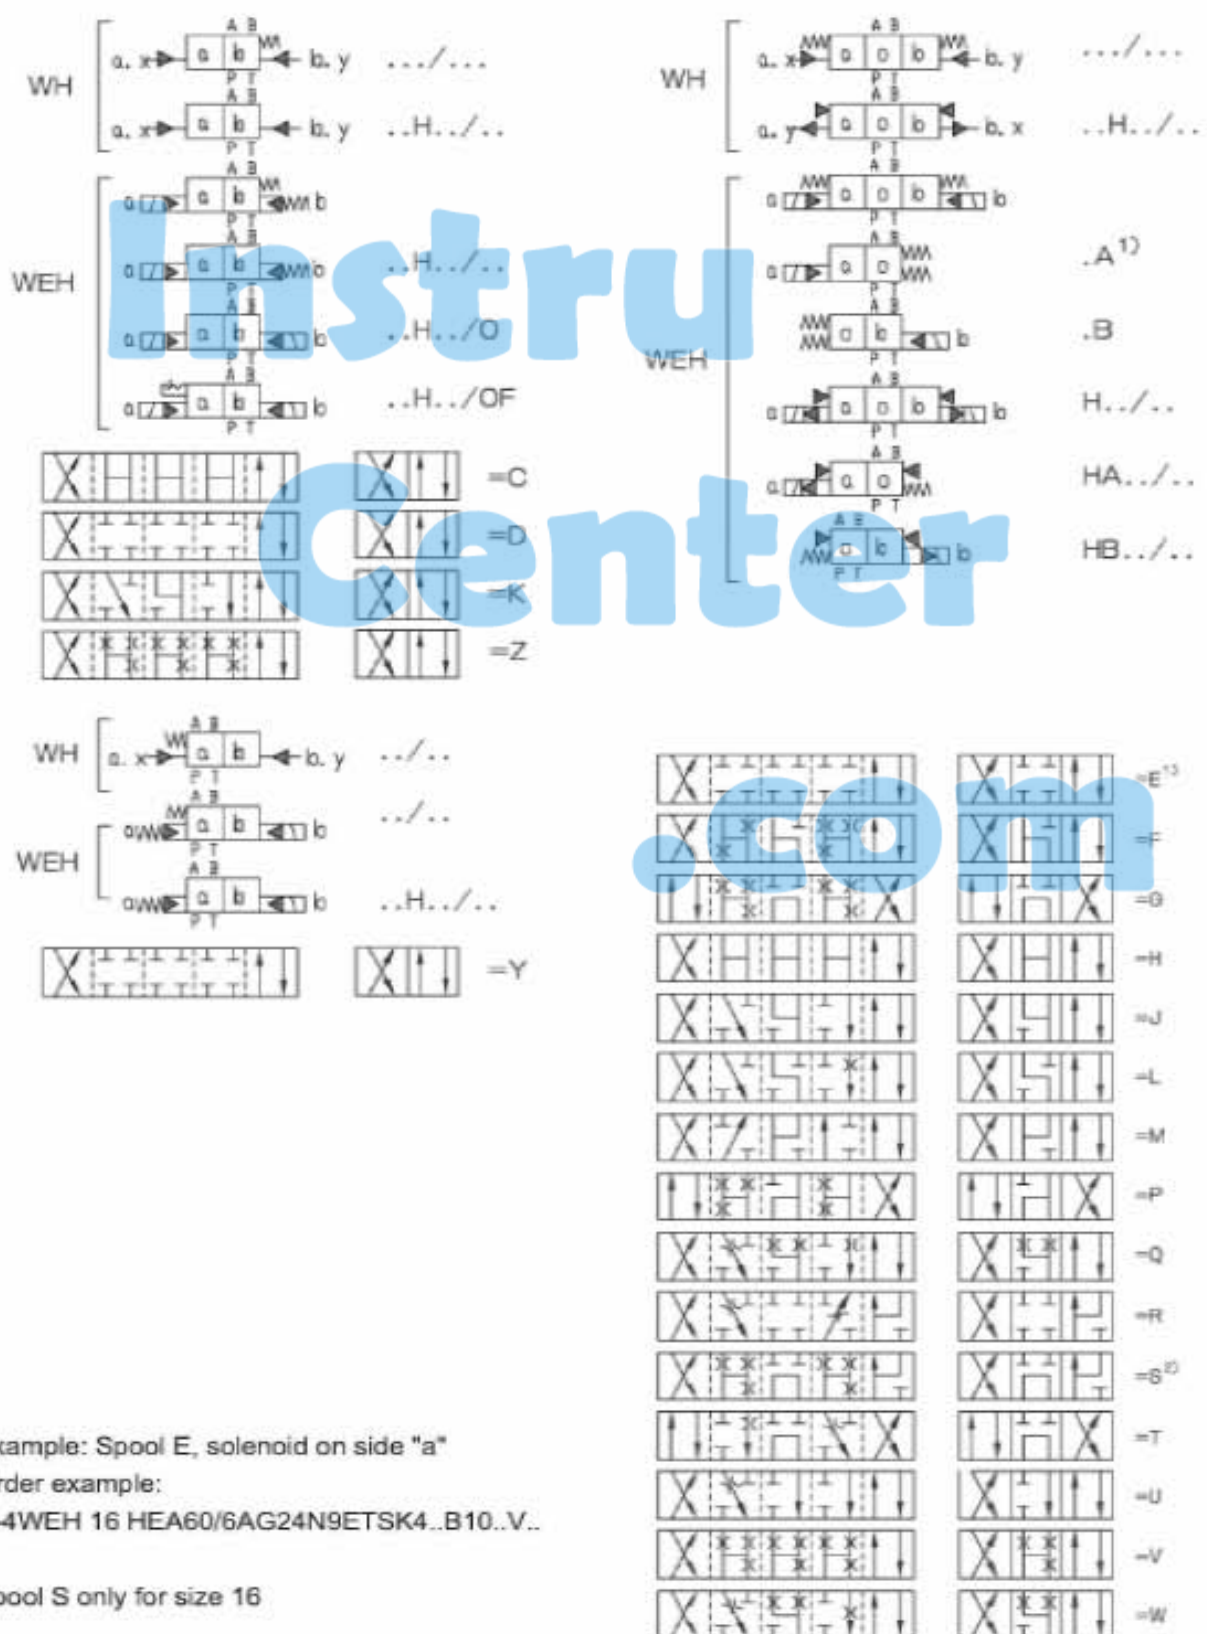 A B
a b
a. x b. y .../...
P T
WH
A B
a b
a. x b. y ..H../..
P T
A B
a b
a b
P T
A B
a b
a b ..H../..
P T
WEH
A B
a b
a b ..H../O
P T
A B
a b
a b ..H../OF
P T
=C
=D
=K
=Z
A B
WH
a b
a. x b. y ../..
P T
A B
a b
a b ../..
P T
WEH
A B
a b
a b ..H../..
P T
=Y
A B
a o b
a. x b. y .../...
P T
WH
A B
a o b
a. y b. x ..H../..
P T
A B
a o b
a b
P T
A B
a o
a .A1)
P T
A B
o b
b .B
P T
WEH
A B
a o b
a b H../..
P T
A B
a o
a HA../..
P T
A B
o b
b HB../..
P T
=E1)
=F
=G
=H
=J
=L
=M
=P
=Q
=R
=S2)
=T
=U
=V
=W
xample: Spool E, solenoid on side "a"
rder example:
-4WEH 16 HEA60/6AG24N9ETSK4..B10..V..
pool S only for size 16
Instru
Center
.com